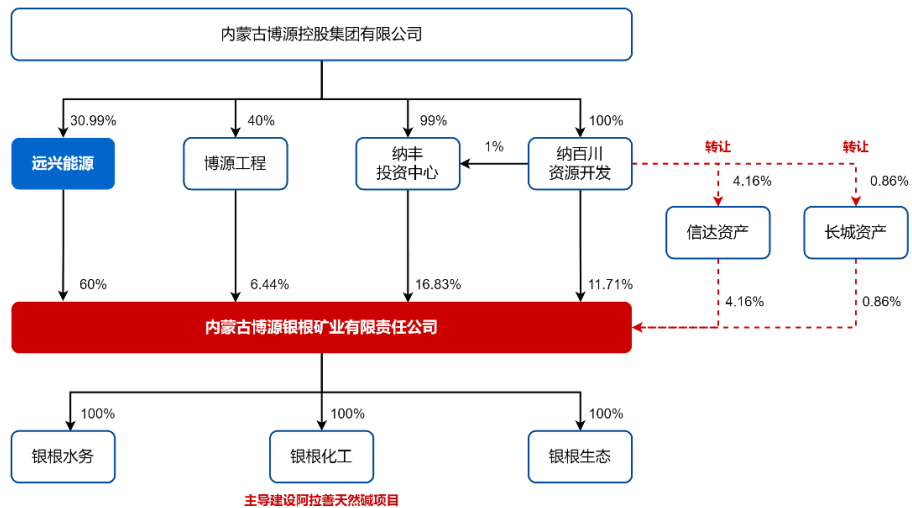 内蒙古博源控股集团有限公司
30.99%
40%
99%
100%
远兴能源
博源工程
纳丰
投资中心
1%
纳百川
资源开发
转让
转让
4.16%
0.86%
信达资产
长城资产
60%
6.44%
16.83%
11.71%
4.16%
0.86%
内蒙古博源银根矿业有限责任公司
100%
100%
100%
银根水务
银根化工
银根生态
主导建设阿拉善天然碱项目